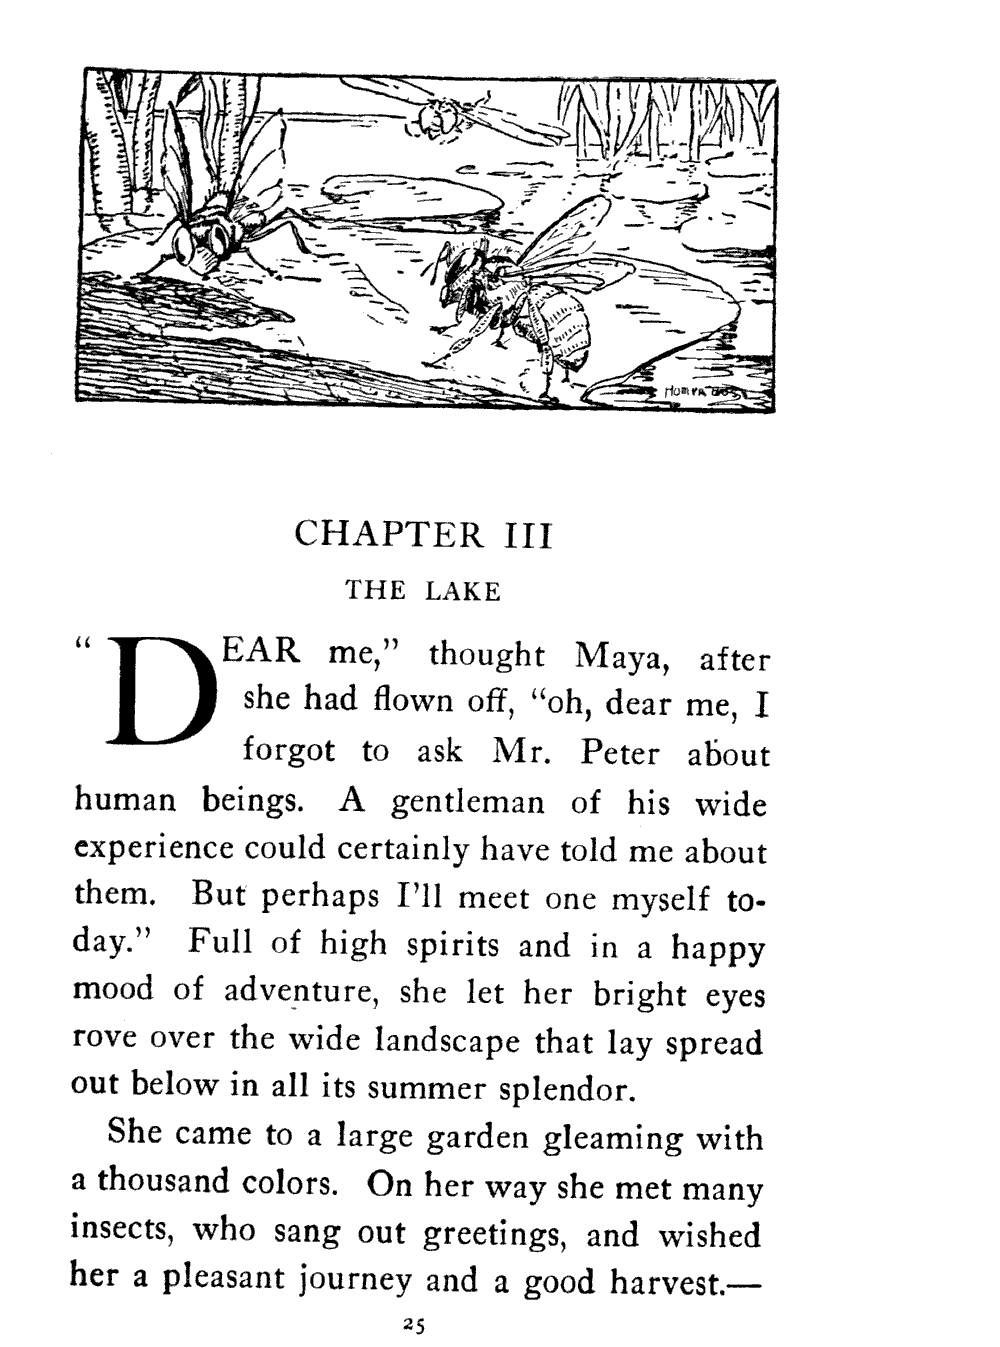 CHAPTER III
THE LAKE
“DEAR me,” thought Maya, after
she had flown off, “oh, dear me, I
forgot to ask Mr. Peter about
human beings. A gentleman of his wide
experience could certainly have told me about
them. But perhaps I’ll meet one myself to-
day.” Full of high spirits and in a happy
mood of adventure, she let her bright eyes
rove over the wide landscape that lay spread
out below in all its summer splendor.
She came to a large garden gleaming with
a thousand colors. On her way she met many
insects, who sang out greetings, and wished
her a pleasant journey and a good harvest.—
25